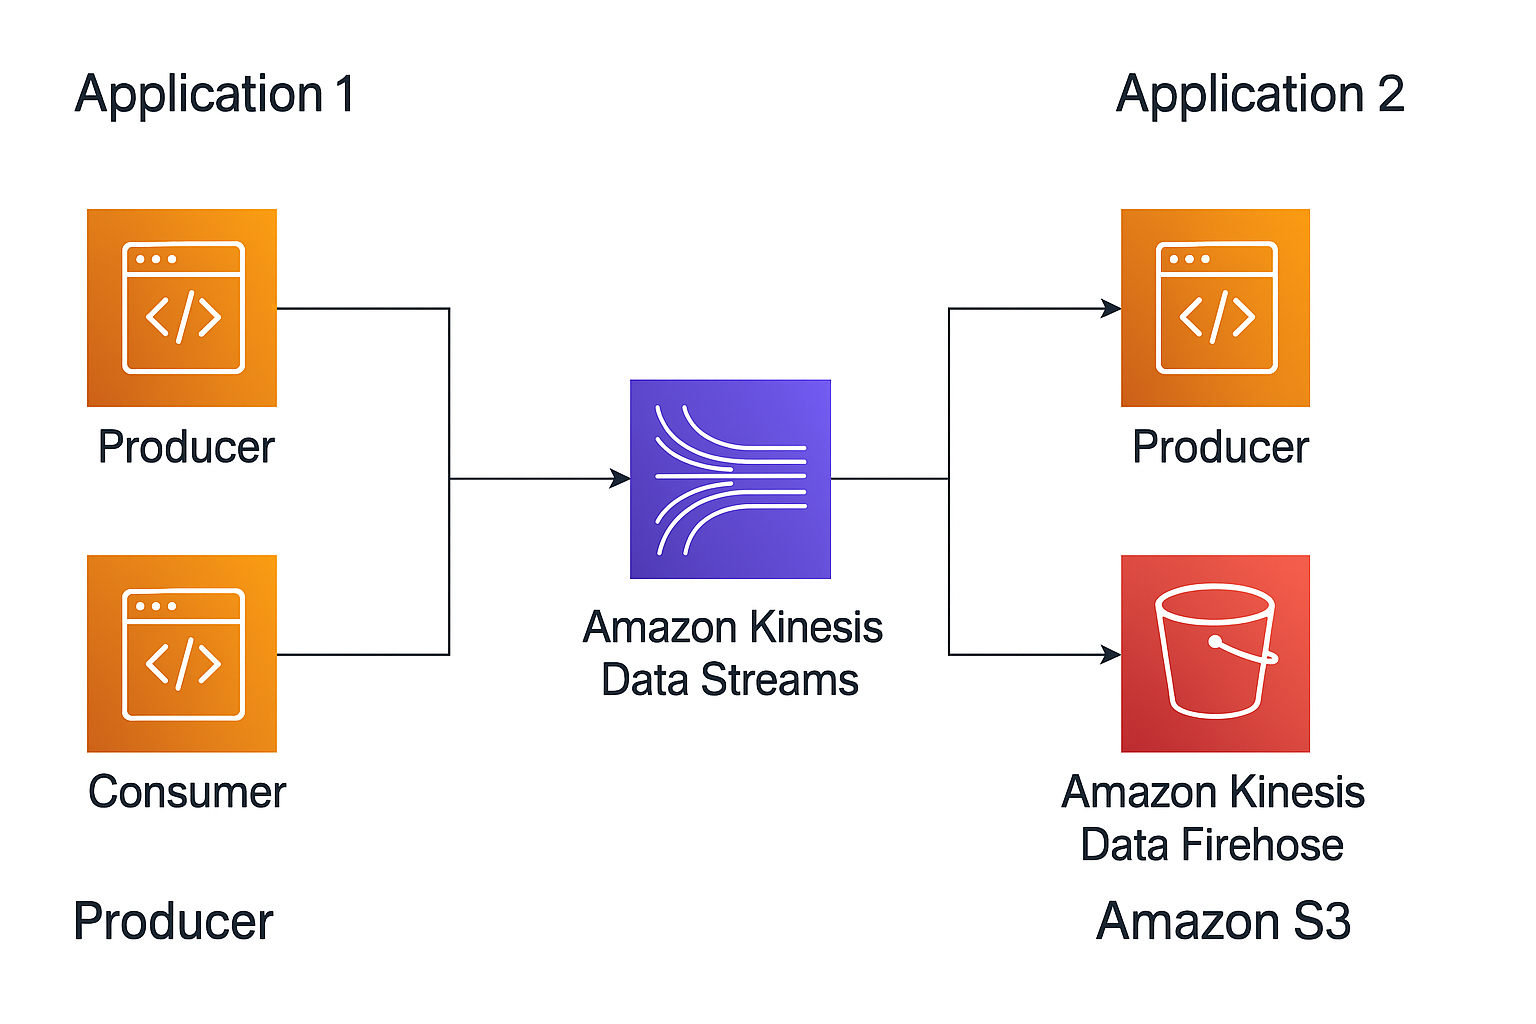 Application 1
Application 2
Producer
Producer
Amazon Kinesis
Data Streams
Consumer
Amazon Kinesis
Data Firehose
Producer
Amazon S3